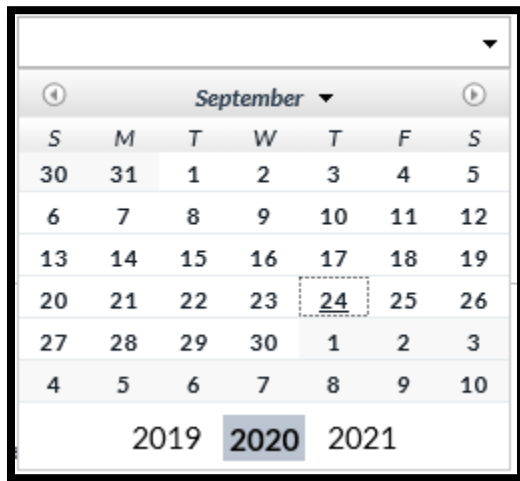 September
S M T W T F S
30 31 1 2 3 4 5
6 7 8 9 10 11 12
13 14 15 16 17 18 19
20 21 22 23 24 25 26
27 28 29 30 1 2 3
4 5 6 7 8 9 10
2019 2020 2021